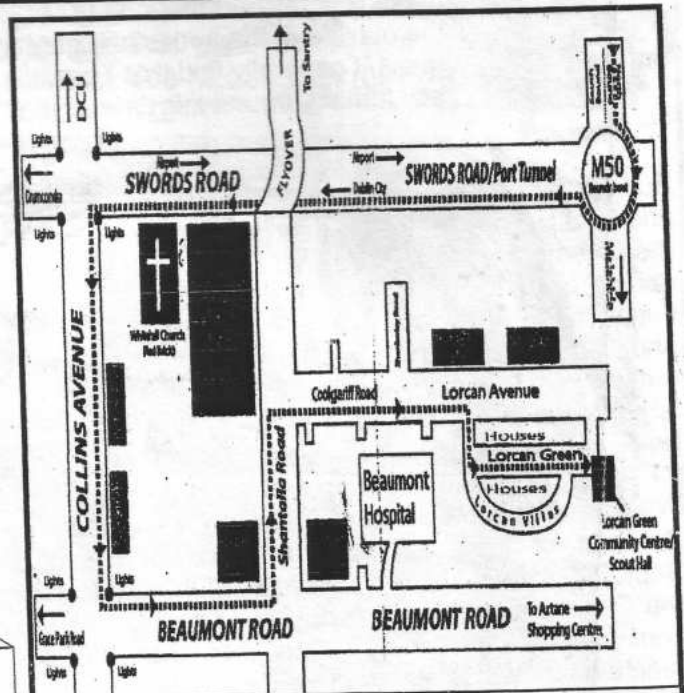 DCU
To Santry
Lights
Lights
Airport
SWORDS ROAD
FLYOVER
Airport
SWORDS ROAD/Port Tunnel
Dublin City
M50
Drumcondra
Lights
Lights
Malahide
Whitehall Church
(Red Brick)
COLLINS AVENUE
Shantalla Road
Coolgariff Road
Lorcan Avenue
Houses
Lorcan Green
Houses
Lorcan Villas
Beaumont
Hospital
Lorcan Green
Community Centre/
Scout Hall
Lights
Lights
Grace Park Road
BEAUMONT ROAD
BEAUMONT ROAD
To Artane
Shopping Centre
Lights
Lights